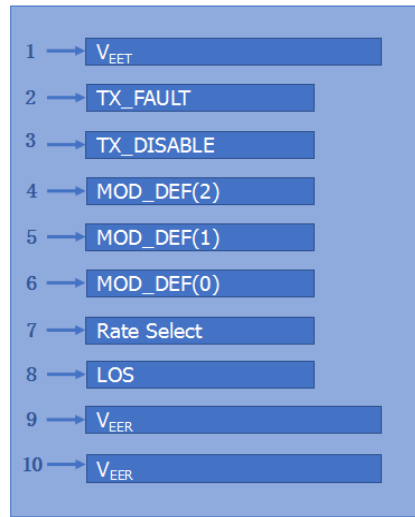 1 VEET
2 TX_FAULT
3 TX_DISABLE
4 MOD_DEF(2)
5 MOD_DEF(1)
6 MOD_DEF(0)
7 Rate Select
8 LOS
9 VEER
10 VEER